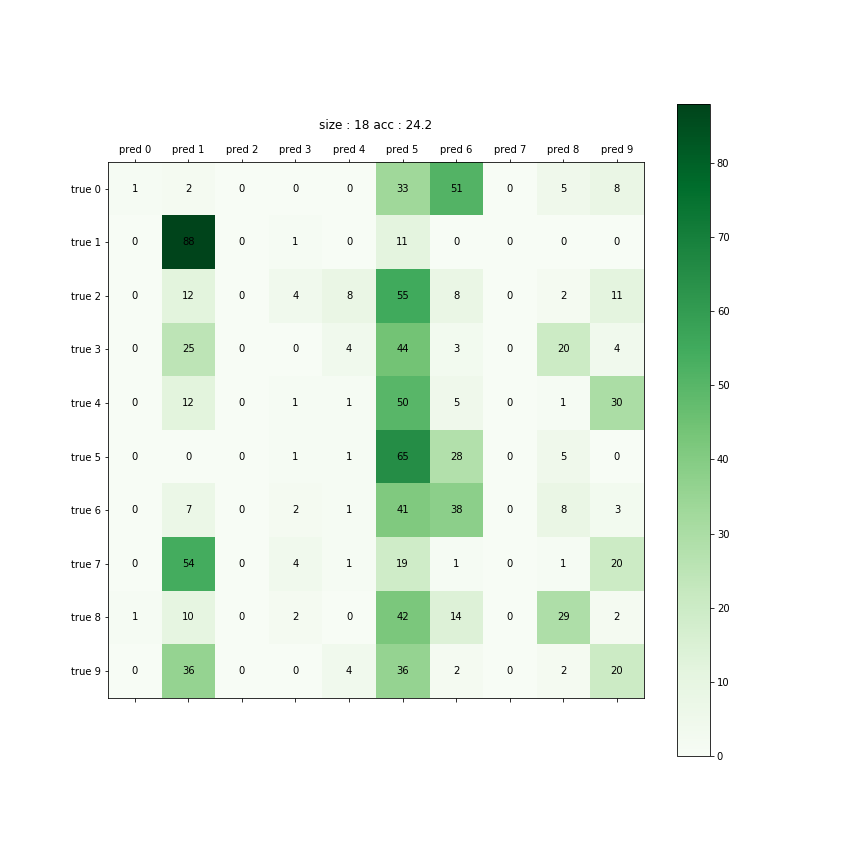 size : 18 acc : 24.2
pred 0 pred 1 pred 2 pred 3 pred 4 pred 5 pred 6 pred 7 pred 8 pred 9
true 0 1 2 0 0 0 33 51 0 5 8
true 1 0 88 0 1 0 11 0 0 0 0
true 2 0 12 0 4 8 55 8 0 2 11
true 3 0 25 0 0 4 44 3 0 20 4
true 4 0 12 0 1 1 50 5 0 1 30
true 5 0 0 0 1 1 65 28 0 5 0
true 6 0 7 0 2 1 41 38 0 8 3
true 7 0 54 0 4 1 19 1 0 1 20
true 8 1 10 0 2 0 42 14 0 29 2
true 9 0 36 0 0 4 36 2 0 2 20
80
70
60
50
40
30
20
10
0